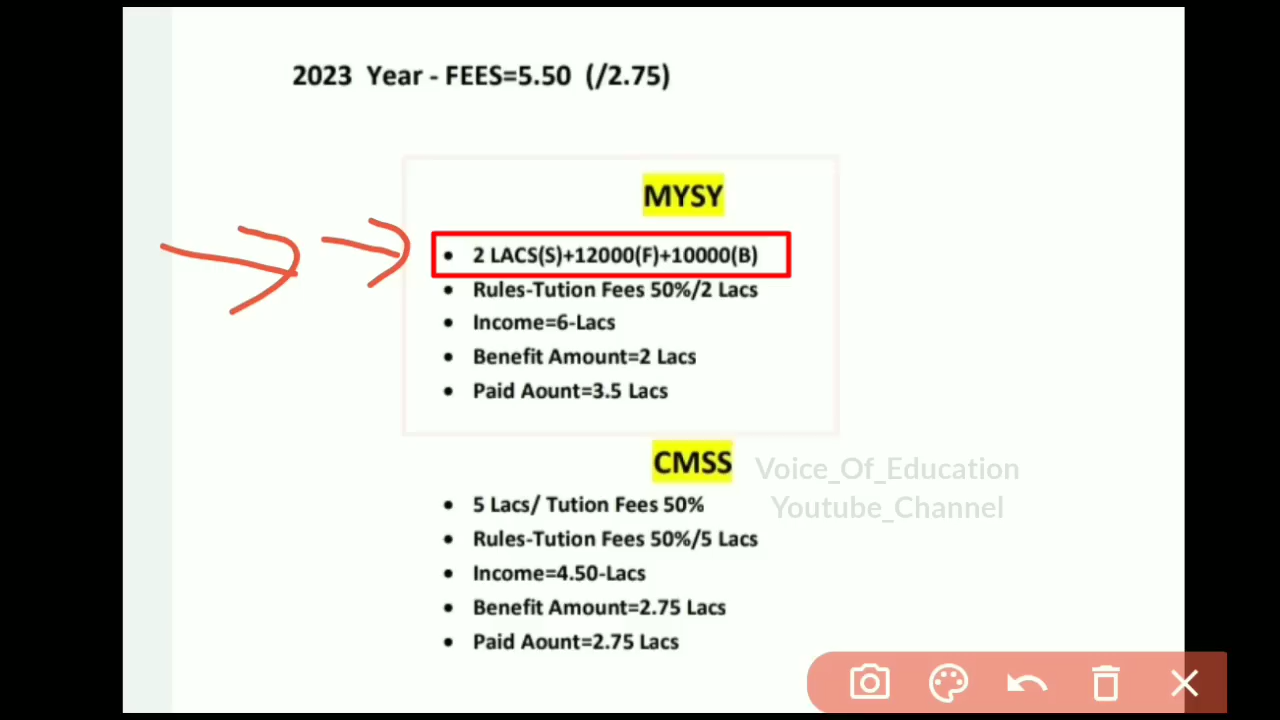 2023 Year - FEES=5.50 (/2.75)
MYSY
• 2 LACS(S)+12000(F)+10000(B)
• Rules-Tution Fees 50%/2 Lacs
• Income=6-Lacs
• Benefit Amount=2 Lacs
• Paid Aount=3.5 Lacs
CMSS
Voice_Of_Education
Youtube_Channel
• 5 Lacs/ Tution Fees 50%
• Rules-Tution Fees 50%/5 Lacs
• Income=4.50-Lacs
• Benefit Amount=2.75 Lacs
• Paid Aount=2.75 Lacs